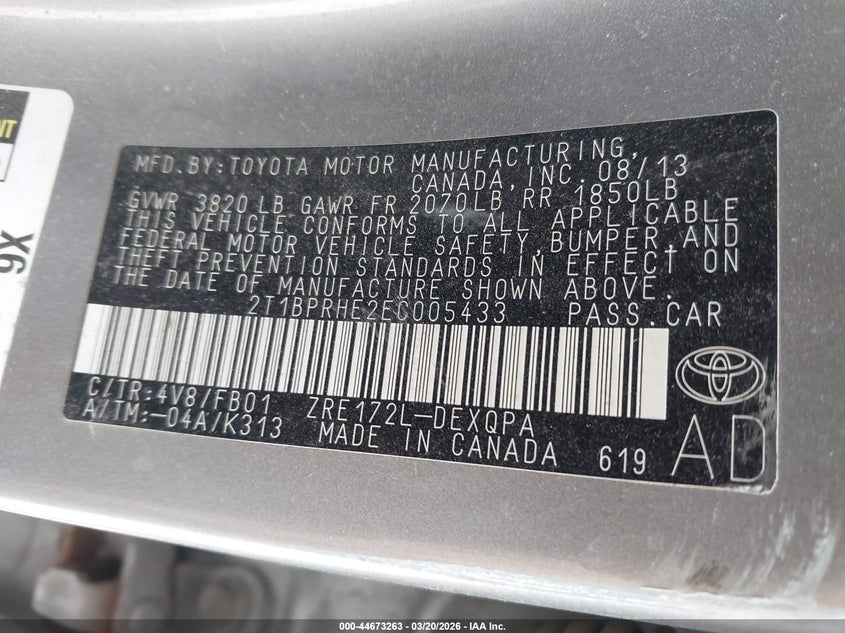 NT
9X
MFD.BY:TOYOTA MOTOR MANUFACTURING,
CANADA,INC. 08/13
GVWR 3820 LB GAWR FR 2070LB RR 1850LB
THIS VEHICLE CONFORMS TO ALL APPLICABLE
FEDERAL MOTOR VEHICLE SAFETY,BUMPER,AND
THEFT PREVENTION STANDARDS IN EFFECT ON
THE DATE OF MANUFACTURE SHOWN ABOVE.
2T1BPRHE2EC005433 PASS.CAR
C/TR:4V8/FB01 ZRE172L-DEXQPA
A/TM:-04A/K313 MADE IN CANADA 619 AD
000-44673263 - 03/20/2026 - IAA Inc.